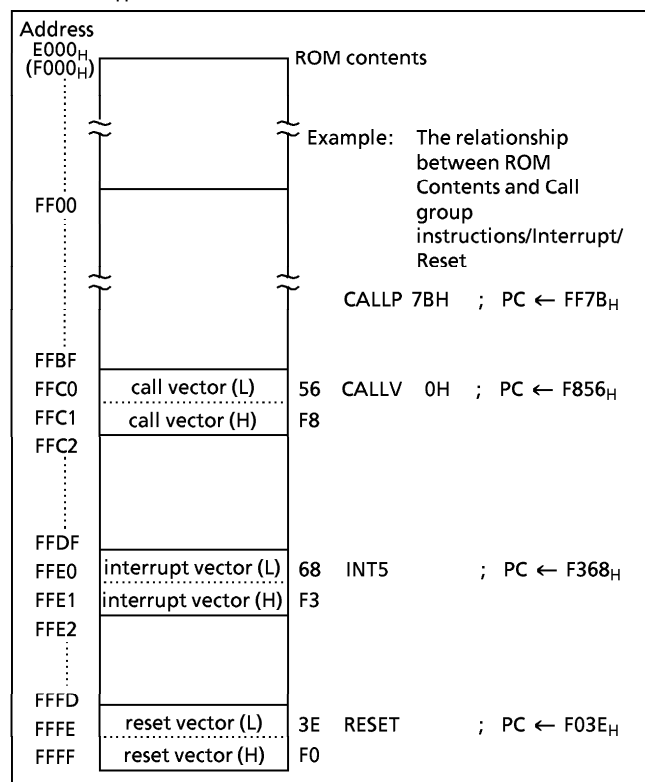 Address
E000H
(F000H)
ROM contents
Example: The relationship
between ROM
Contents and Call
group
instructions/Interrupt/
Reset
FF00
CALLP 7BH ; PC ← FF7BH
FFBF
FFC0 call vector (L) 56 CALLV 0H ; PC ← F856H
FFC1 call vector (H) F8
FFC2
FFDF
FFE0 interrupt vector (L) 68 INT5 ; PC ← F368H
FFE1 interrupt vector (H) F3
FFE2
FFFD
FFFE reset vector (L) 3E RESET ; PC ← F03EH
FFFF reset vector (H) F0